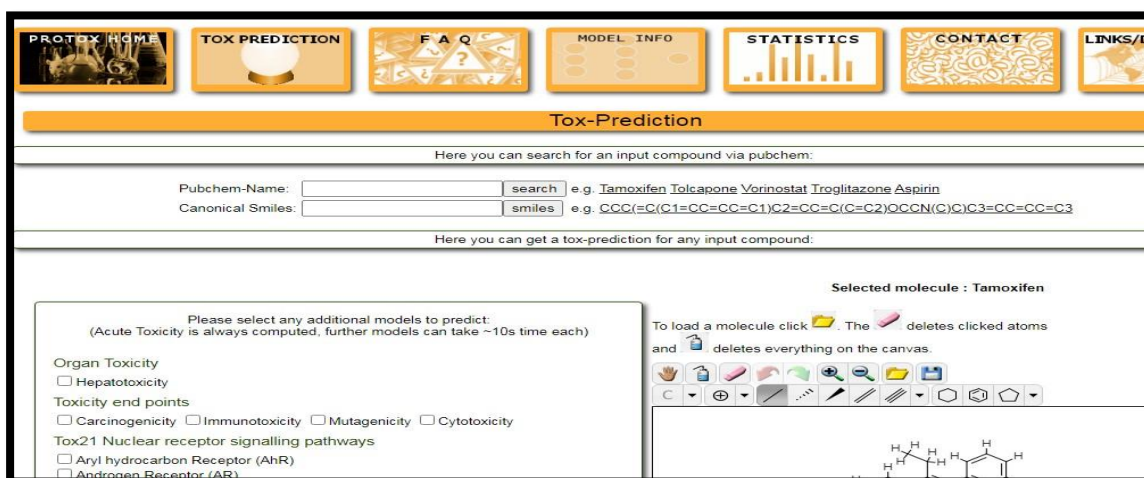 PROTOX HOME TOX PREDICTION F A Q MODEL INFO STATISTICS CONTACT LINKS/
Tox-Prediction
Here you can search for an input compound via pubchem:
Pubchem-Name: search e.g. Tamoxifen Tolcapone Vorinostat Troglitazone Aspirin
Canonical Smiles: smiles e.g. CCC(=C(C1=CC=CC=C1)C2=CC=C(C=C2)OCCN(C)C)C3=CC=CC=C3
Here you can get a tox-prediction for any input compound:
Selected molecule : Tamoxifen
Please select any additional models to predict:
(Acute Toxicity is always computed, further models can take ~10s time each)
To load a molecule click . The deletes clicked atoms
and deletes everything on the canvas.
Organ Toxicity
Hepatotoxicity
Toxicity end points
Carcinogenicity Immunotoxicity Mutagenicity Cytotoxicity
Tox21 Nuclear receptor signalling pathways
Aryl hydrocarbon Receptor (AhR)
Androgen Receptor (AR)
C
H H H
H H H H H